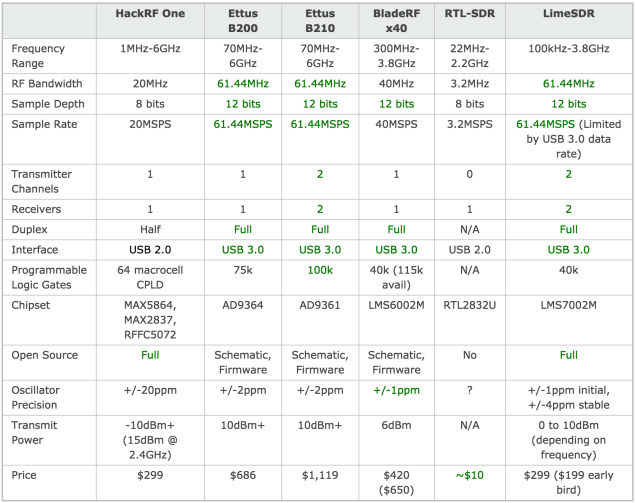 HackRF One Ettus B200 Ettus B210 BladeRF x40 RTL-SDR LimeSDR
Frequency Range 1MHz-6GHz 70MHz-6GHz 70MHz-6GHz 300MHz-3.8GHz 22MHz-2.2GHz 100kHz-3.8GHz
RF Bandwidth 20MHz 61.44MHz 61.44MHz 40MHz 3.2MHz 61.44MHz
Sample Depth 8 bits 12 bits 12 bits 12 bits 8 bits 12 bits
Sample Rate 20MSPS 61.44MSPS 61.44MSPS 40MSPS 3.2MSPS 61.44MSPS (Limited by USB 3.0 data rate)
Transmitter Channels 1 1 2 1 0 2
Receivers 1 1 2 1 1 2
Duplex Half Full Full Full N/A Full
Interface USB 2.0 USB 3.0 USB 3.0 USB 3.0 USB 2.0 USB 3.0
Programmable Logic Gates 64 macrocell CPLD 75k 100k 40k (115k avail) N/A 40k
Chipset MAX5864, MAX2837, RFFC5072 AD9364 AD9361 LMS6002M RTL2832U LMS7002M
Open Source Full Schematic, Firmware Schematic, Firmware Schematic, Firmware No Full
Oscillator Precision +/-20ppm +/-2ppm +/-2ppm +/-1ppm ? +/-1ppm initial, +/-4ppm stable
Transmit Power -10dBm+ (15dBm @ 2.4GHz) 10dBm+ 10dBm+ 6dBm N/A 0 to 10dBm (depending on frequency)
Price $299 $686 $1,119 $420 ($650) ~$10 $299 ($199 early bird)